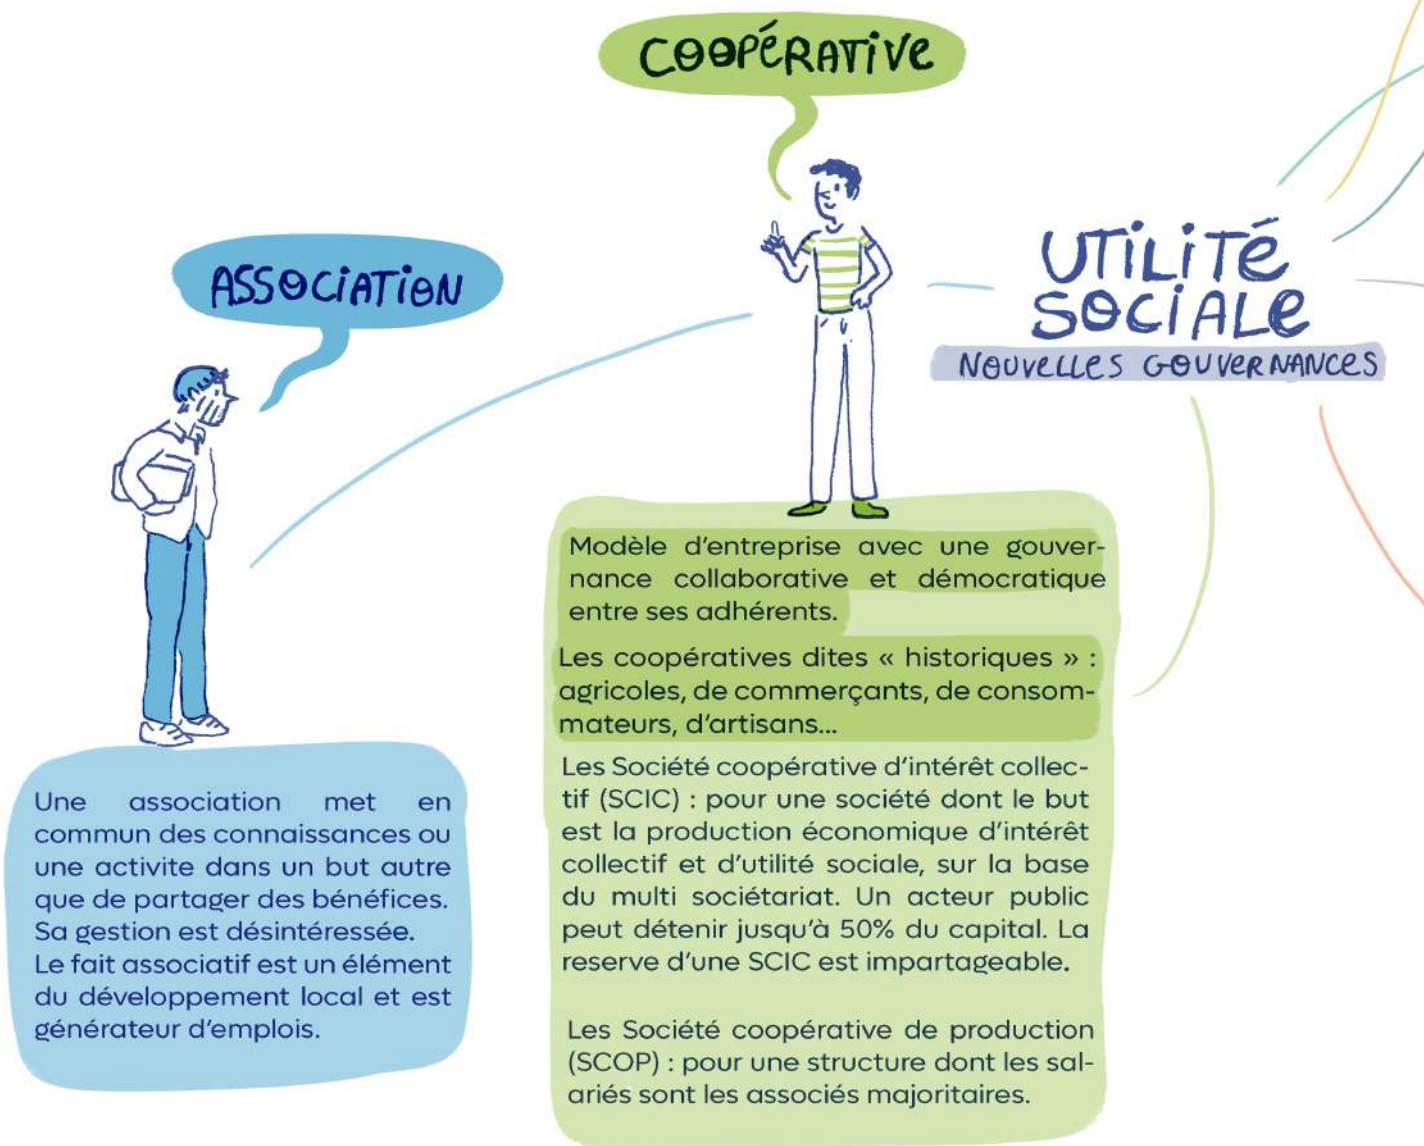 COOPÉRATIVE
ASSOCIATION
UTILITÉ
SOCIALE
NOUVELLES GOUVERNANCES
Modèle d'entreprise avec une gouver-
nance collaborative et démocratique
entre ses adhérents.
Les coopératives dites « historiques » :
agricoles, de commerçants, de consom-
mateurs, d'artisans...
Les Société coopérative d'intérêt collec-
tif (SCIC) : pour une société dont le but
est la production économique d'intérêt
collectif et d'utilité sociale, sur la base
du multi sociétariat. Un acteur public
peut détenir jusqu'à 50% du capital. La
reserve d'une SCIC est impartageable.
Les Société coopérative de production
(SCOP) : pour une structure dont les sal-
ariés sont les associés majoritaires.
Une association met en
commun des connaissances ou
une activite dans un but autre
que de partager des bénéfices.
Sa gestion est désintéressée.
Le fait associatif est un élément
du développement local et est
générateur d'emplois.